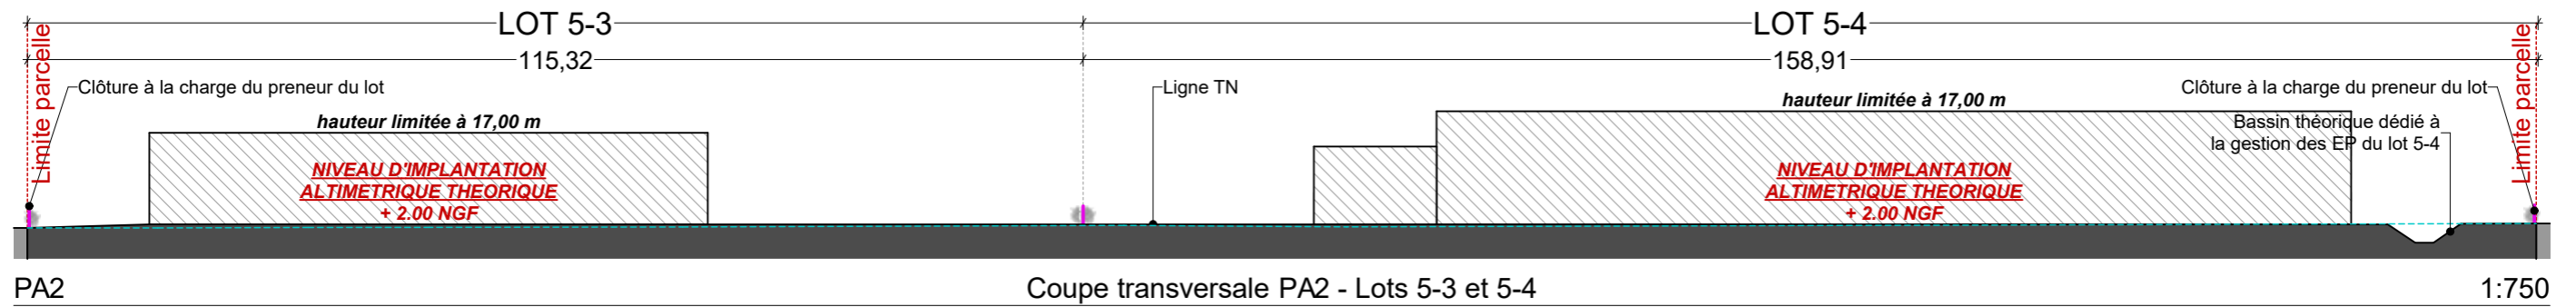 LOT 5-3
LOT 5-4
115,32
158,91
Limite parcelle
Clôture à la charge du preneur du lot
hauteur limitée à 17,00 m
NIVEAU D'IMPLANTATION
ALTIMETRIQUE THEORIQUE
+ 2.00 NGF
Ligne TN
hauteur limitée à 17,00 m
NIVEAU D'IMPLANTATION
ALTIMETRIQUE THEORIQUE
+ 2.00 NGF
Clôture à la charge du preneur du lot
Bassin théorique dédié à
la gestion des EP du lot 5-4
Limite parcelle
PA2
Coupe transversale PA2 - Lots 5-3 et 5-4
1:750